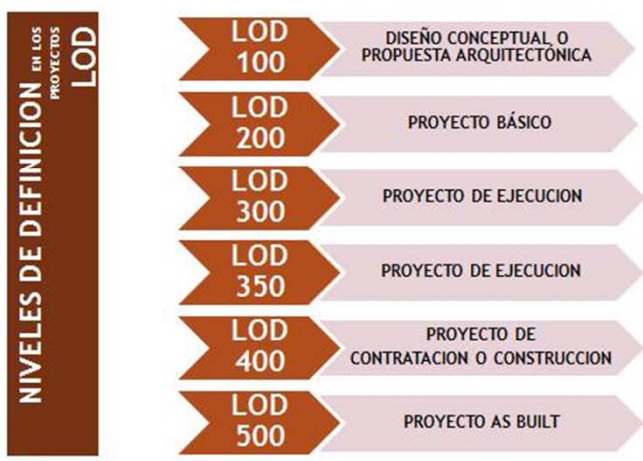 NIVELES DE DEFINICION EN LOS
PROYECTOS
LOD
LOD
100
DISEÑO CONCEPTUAL O
PROPUESTA ARQUITECTÓNICA
LOD
200
PROYECTO BÁSICO
LOD
300
PROYECTO DE EJECUCION
LOD
350
PROYECTO DE EJECUCION
LOD
400
PROYECTO DE
CONTRATACION O CONSTRUCCION
LOD
500
PROYECTO AS BUILT